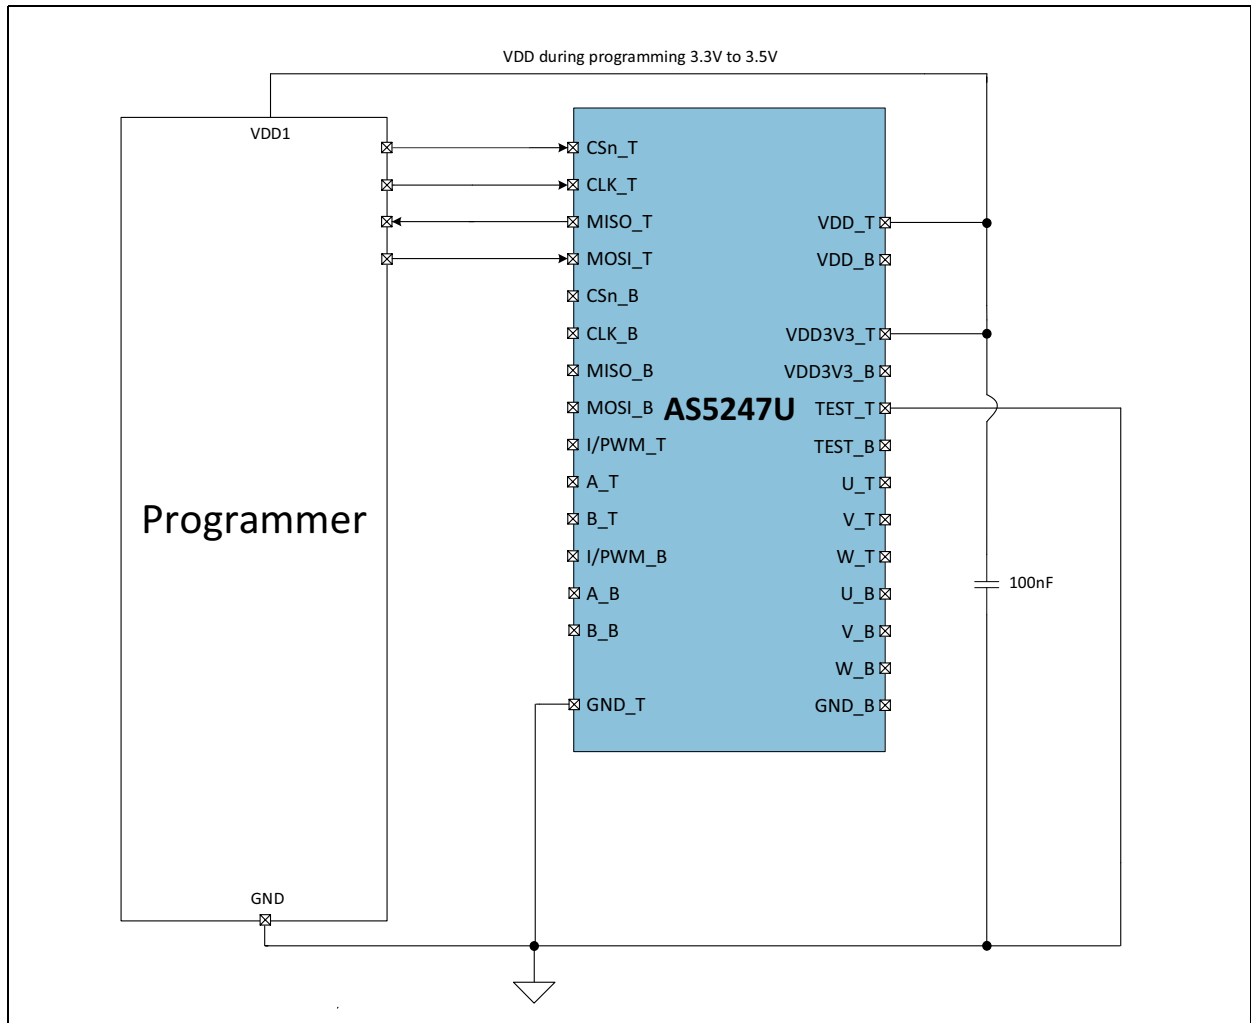 VDD during programming 3.3V to 3.5V
VDD1
Programmer
GND
CSn_T
CLK_T
MISO_T
MOSI_T
CSn_B
CLK_B
MISO_B
MOSI_B
I/PWM_T
A_T
B_T
I/PWM_B
A_B
B_B
GND_T
AS5247U
VDD_T
VDD_B
VDD3V3_T
VDD3V3_B
TEST_T
TEST_B
U_T
V_T
W_T
U_B
V_B
W_B
GND_B
100nF